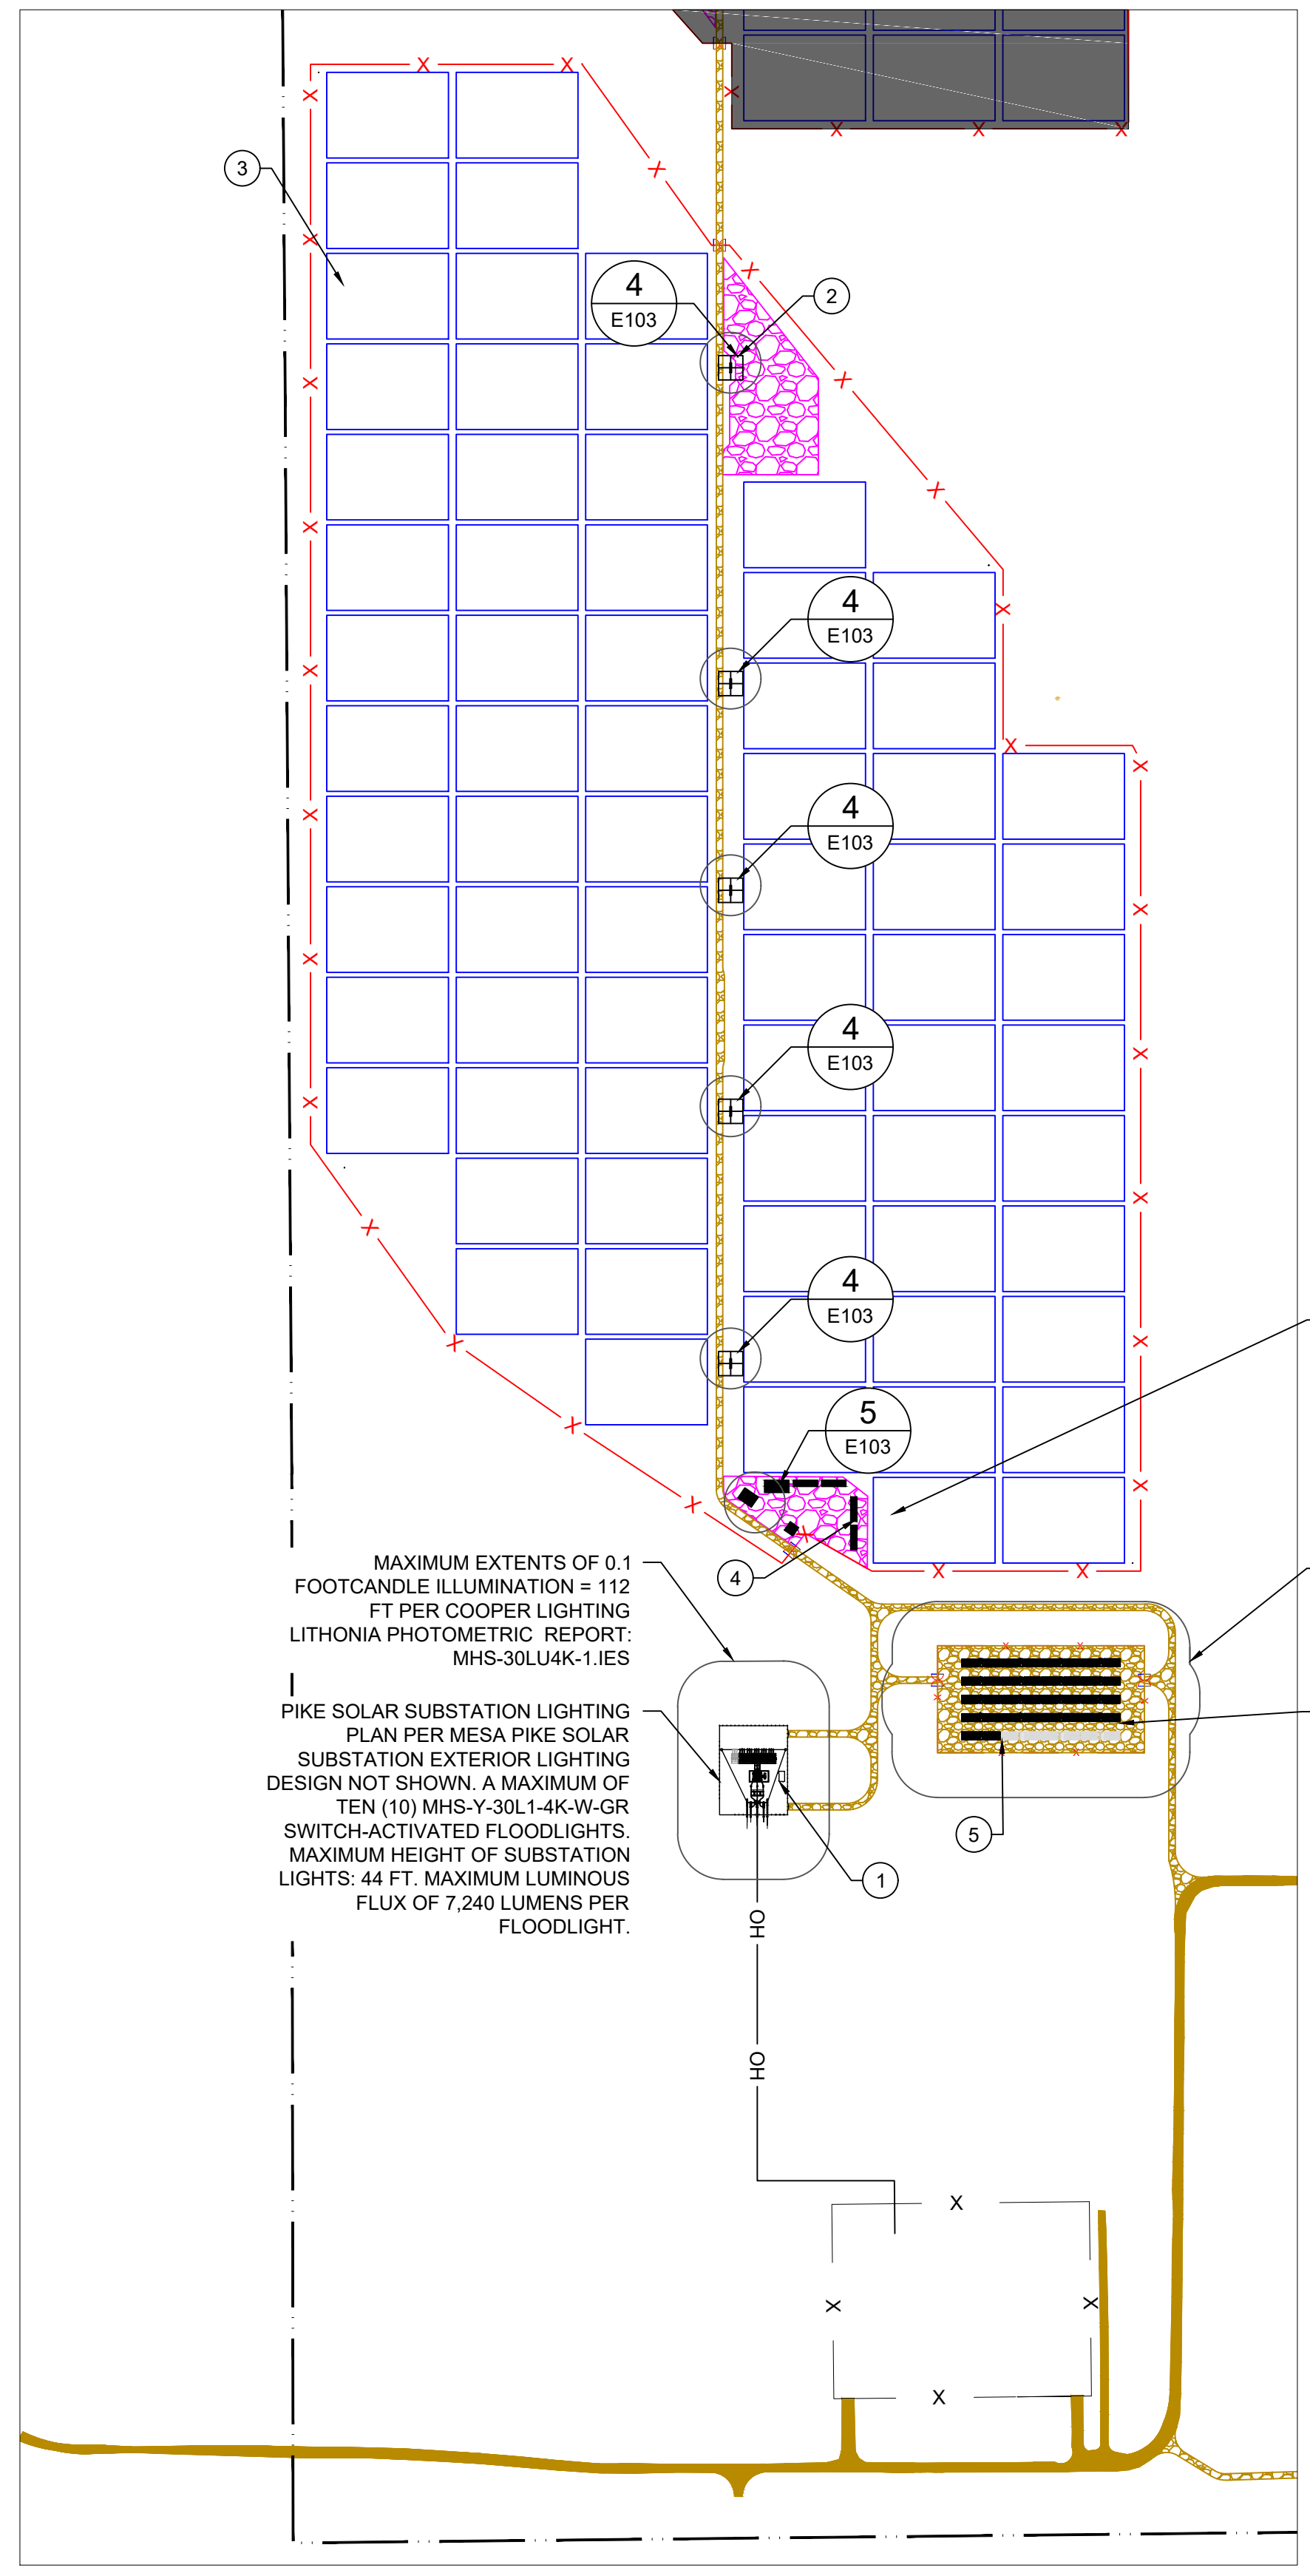 3
4
E103
2
4
E103
4
E103
4
E103
4
E103
5
E103
MAXIMUM EXTENTS OF 0.1
FOOTCANDLE ILLUMINATION = 112
FT PER COOPER LIGHTING
LITHONIA PHOTOMETRIC REPORT:
MHS-30LU4K-1.IES
4
PIKE SOLAR SUBSTATION LIGHTING
PLAN PER MESA PIKE SOLAR
SUBSTATION EXTERIOR LIGHTING
DESIGN NOT SHOWN. A MAXIMUM OF
TEN (10) MHS-Y-30L1-4K-W-GR
SWITCH-ACTIVATED FLOODLIGHTS.
MAXIMUM HEIGHT OF SUBSTATION
LIGHTS: 44 FT. MAXIMUM LUMINOUS
FLUX OF 7,240 LUMENS PER
FLOODLIGHT.
5
1
OH
OH
X
X
X
X